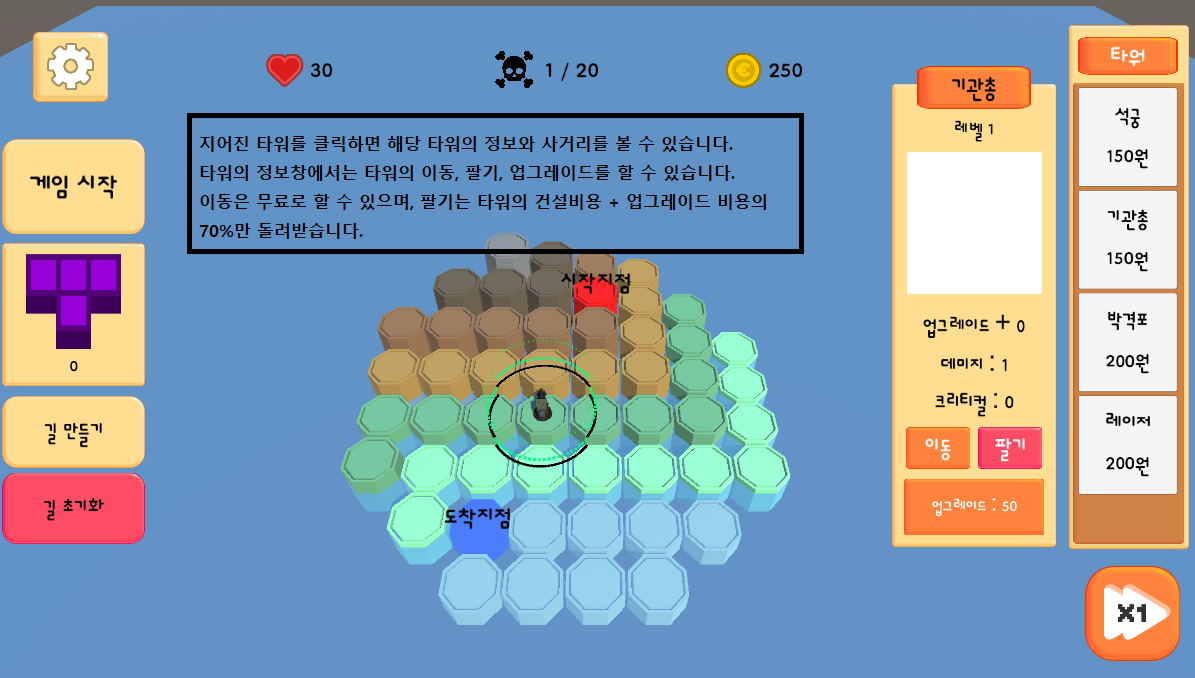 30
1 / 20
250
게임 시작
0
길 만들기
길 초기화
지어진 타워를 클릭하면 해당 타워의 정보와 사거리를 볼 수 있습니다.
타워의 정보창에서는 타워의 이동, 팔기, 업그레이드를 할 수 있습니다.
이동은 무료로 할 수 있으며, 팔기는 타워의 건설비용 + 업그레이드 비용의
70%만 돌려받습니다.
시작지점
도착지점
기관총
레벨 1
업그레이드 + 0
데미지 : 1
크리티컬 : 0
이동
팔기
업그레이드 : 50
타워
석궁
150원
기관총
150원
박격포
200원
레이저
200원
X1